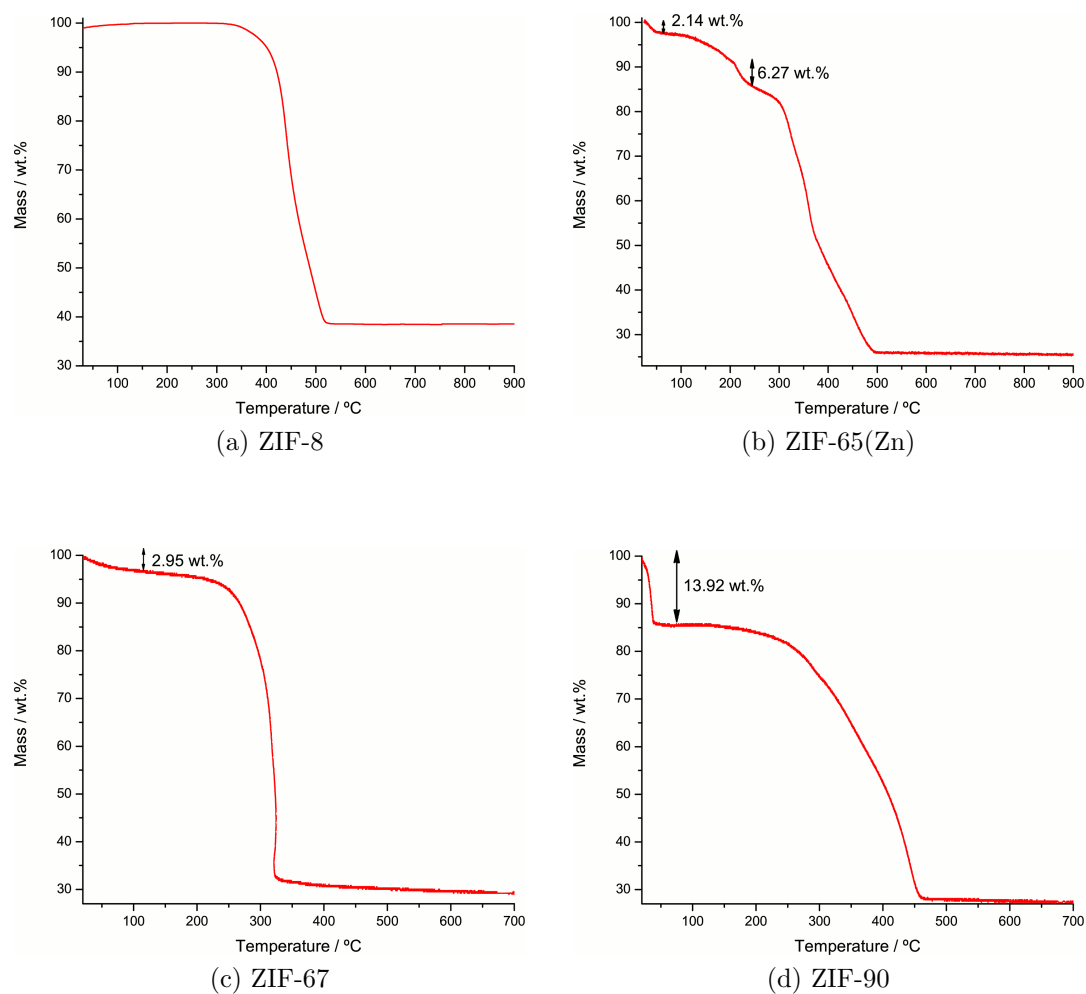 100
90
80
70
60
50
40
30
Mass / wt.%
100 200 300 400 500 600 700 800 900
Temperature / ºC
(a) ZIF-8
100
90
80
70
60
50
40
30
Mass / wt.%
2.14 wt.%
6.27 wt.%
100 200 300 400 500 600 700 800 900
Temperature / ºC
(b) ZIF-65(Zn)
100
90
80
70
60
50
40
30
Mass / wt.%
2.95 wt.%
100 200 300 400 500 600 700
Temperature / ºC
(c) ZIF-67
100
90
80
70
60
50
40
30
Mass / wt.%
13.92 wt.%
100 200 300 400 500 600 700
Temperature / ºC
(d) ZIF-90